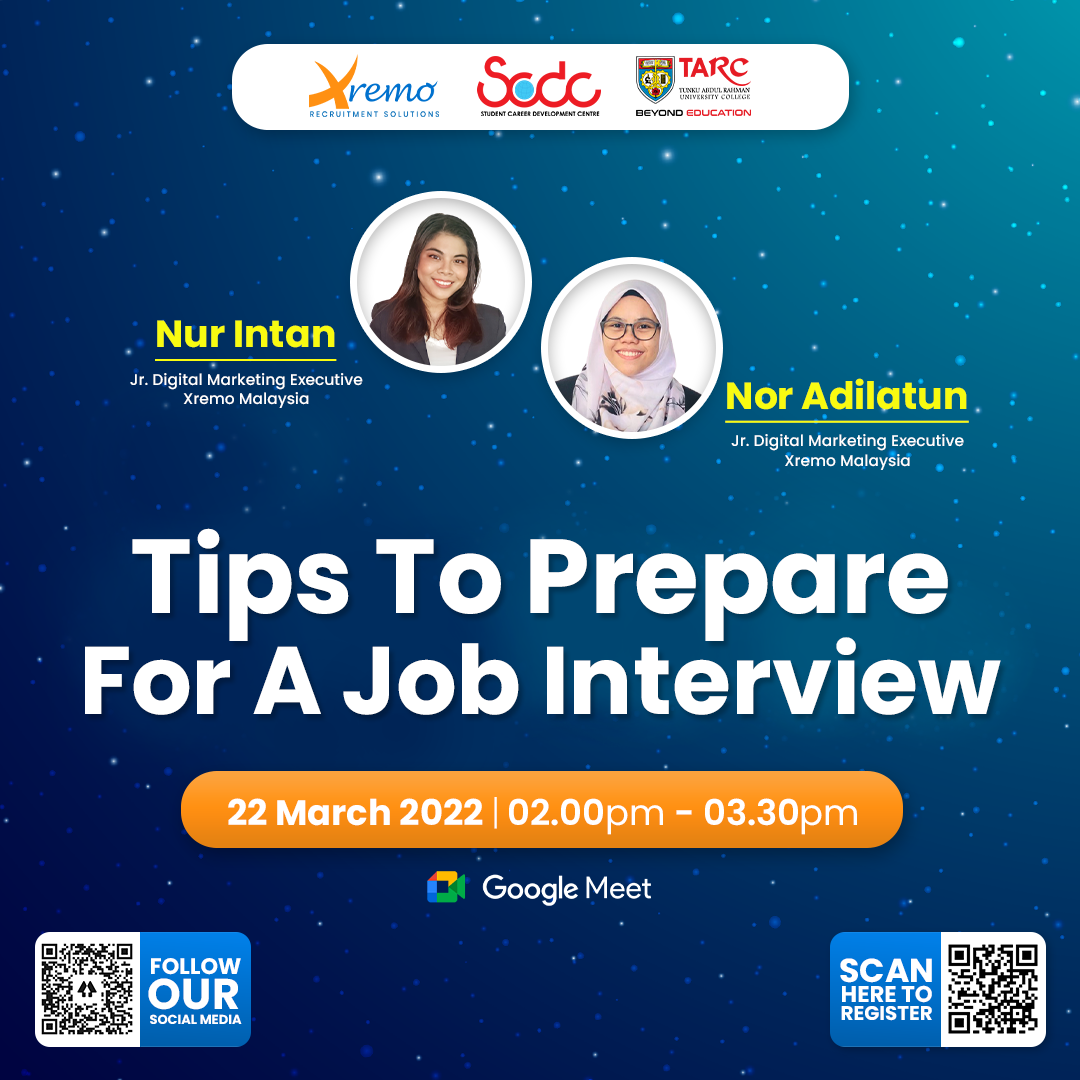 Xremo
RECRUITMENT SOLUTIONS
Scdc
STUDENT CAREER DEVELOPMENT CENTRE
TARC
TUNKU ABDUL RAHMAN
UNIVERSITY COLLEGE
BEYOND EDUCATION
Nur Intan
Jr. Digital Marketing Executive
Xremo Malaysia
Nor Adilatun
Jr. Digital Marketing Executive
Xremo Malaysia
Tips To Prepare
For A Job Interview
22 March 2022 | 02.00pm - 03.30pm
Google Meet
FOLLOW
OUR
SOCIAL MEDIA
SCAN
HERE TO
REGISTER